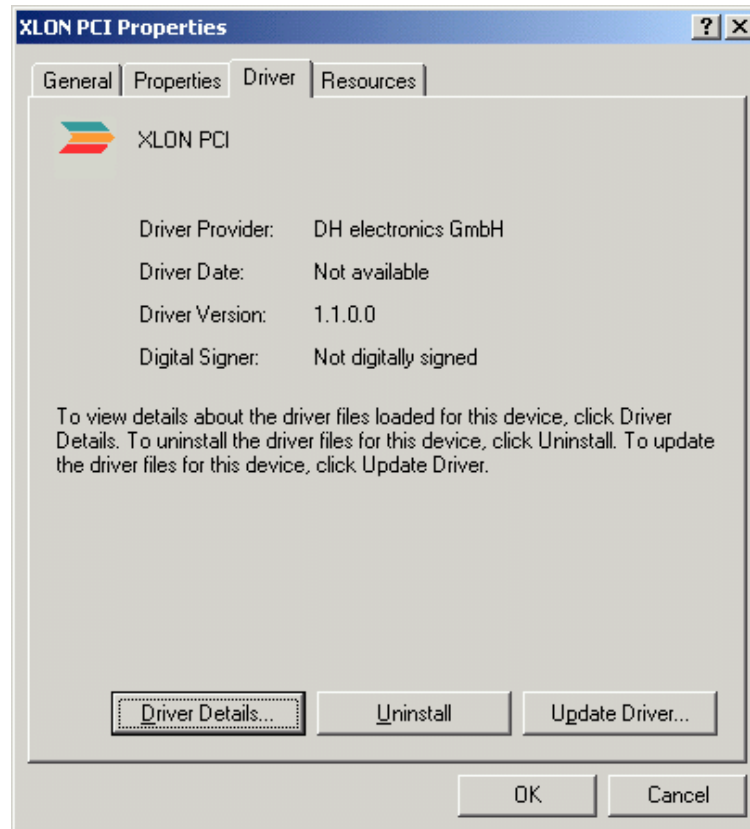 XLON PCI Properties
? X
General Properties Driver Resources
XLON PCI
Driver Provider: DH electronics GmbH
Driver Date: Not available
Driver Version: 1.1.0.0
Digital Signer: Not digitally signed
To view details about the driver files loaded for this device, click Driver
Details. To uninstall the driver files for this device, click Uninstall. To update
the driver files for this device, click Update Driver.
Driver Details... Uninstall Update Driver...
OK Cancel